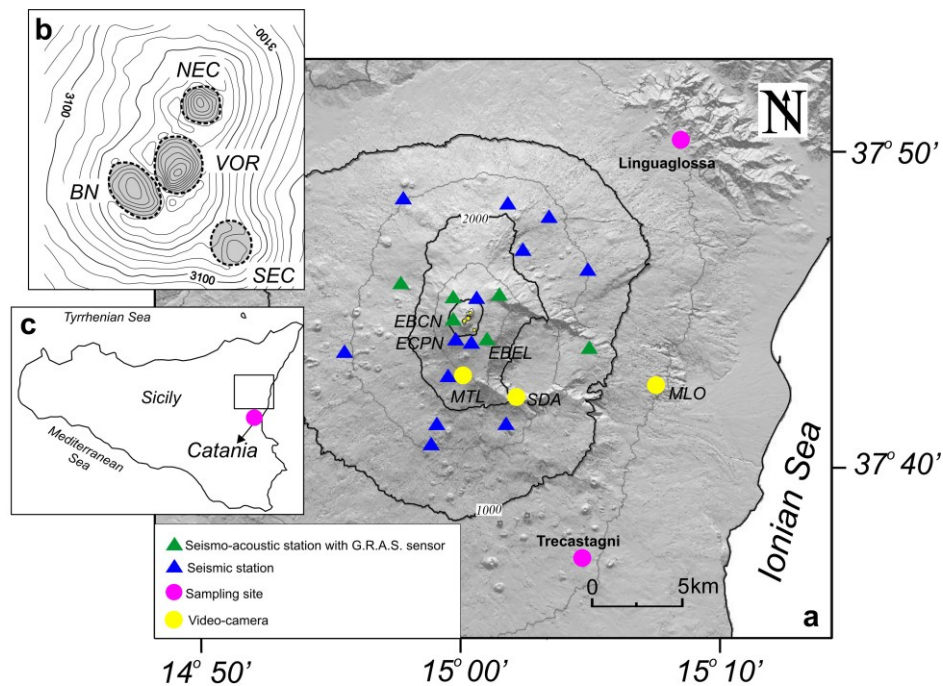 b
3100
3100
NEC
VOR
BN
SEC
3100
c
Tyrrhenian Sea
Sicily
Mediterranean
Sea
Catania
N
Linguaglossa
2000
EBCN
ECPN
EBEL
MTL
SDA
MLO
1000
Trecastagni
0 5km
Ionian Sea
a
37° 50'
37° 40'
Seismo-acoustic station with G.R.A.S. sensor
Seismic station
Sampling site
Video-camera
14° 50'
15° 00'
15° 10'